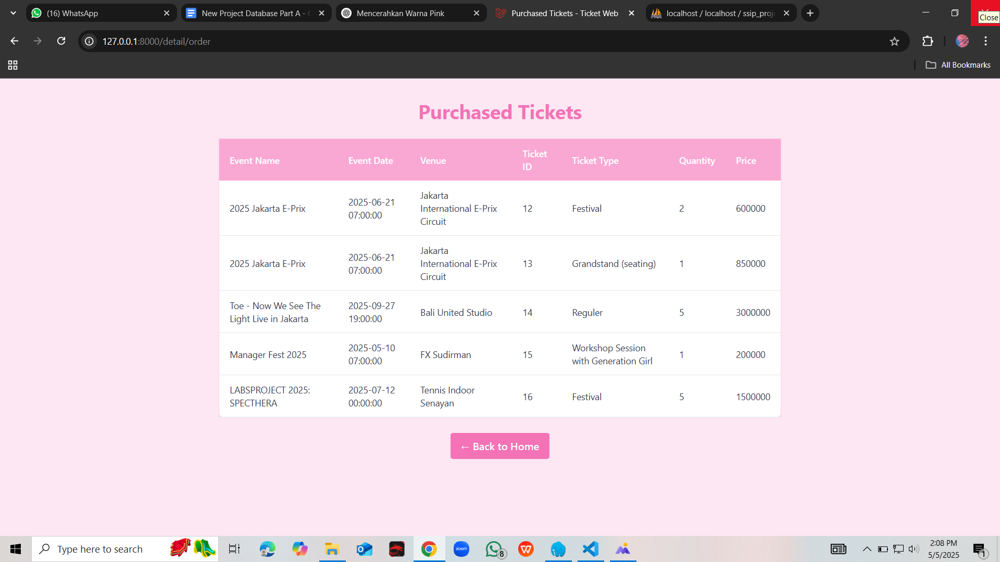 (16) WhatsApp
New Project Database Part A -
Mencerahkan Warna Pink
Purchased Tickets - Ticket Web
localhost / localhost / ssip_proj
Close
127.0.0.1:8000/detail/order
All Bookmarks
Purchased Tickets
Event Name Event Date Venue Ticket ID Ticket Type Quantity Price
2025 Jakarta E-Prix
2025-06-21
07:00:00
Jakarta
International E-Prix
Circuit
12
Festival
2
600000
2025 Jakarta E-Prix
2025-06-21
07:00:00
Jakarta
International E-Prix
Circuit
13
Grandstand (seating)
1
850000
Toe - Now We See The
Light Live in Jakarta
2025-09-27
19:00:00
Bali United Studio
14
Reguler
5
3000000
Manager Fest 2025
2025-05-10
07:00:00
FX Sudirman
15
Workshop Session
with Generation Girl
1
200000
LABSPROJECT 2025:
SPECTHERA
2025-07-12
00:00:00
Tennis Indoor
Senayan
16
Festival
5
1500000
← Back to Home
Type here to search
zoom
8
2:08 PM
5/5/2025
1